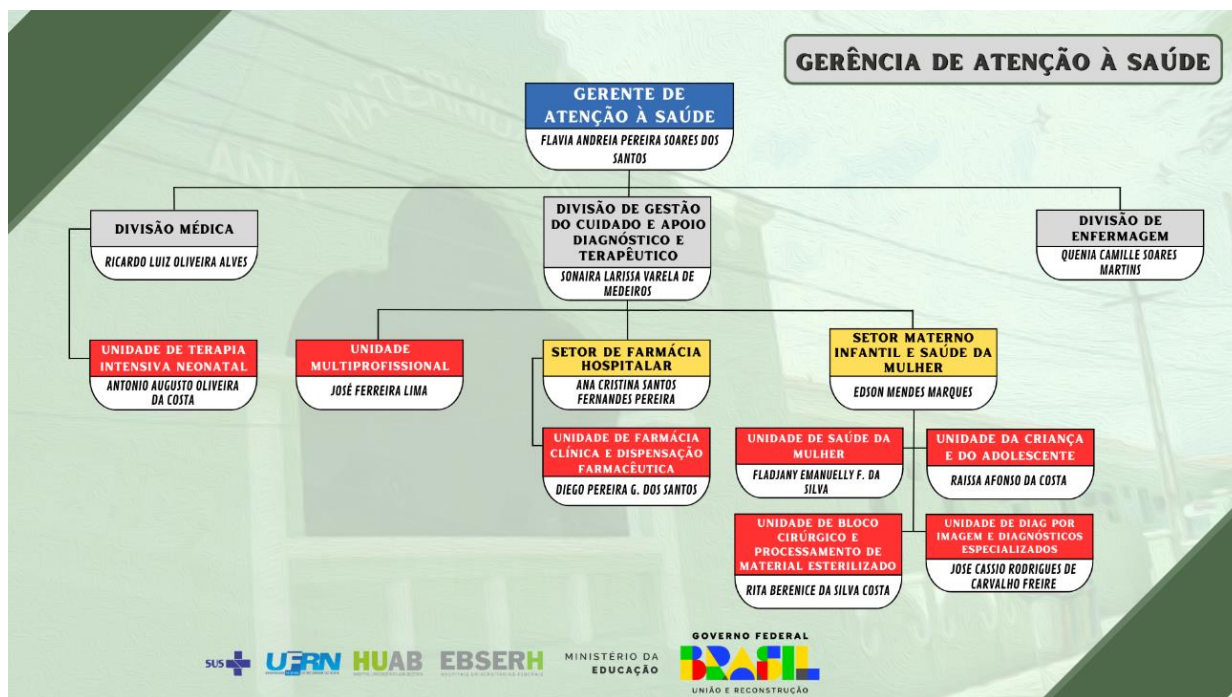 GERÊNCIA DE ATENÇÃO À SAÚDE
GERENTE DE
ATENÇÃO À SAÚDE
FLAVIA ANDREIA PEREIRA SOARES DOS
SANTOS
DIVISÃO MÉDICA
RICARDO LUIZ OLIVEIRA ALVES
DIVISÃO DE GESTÃO
DO CUIDADO E APOIO
DIAGNÓSTICO E
TERAPÊUTICO
SONAIRA LARISSA VARELA DE
MEDEIROS
DIVISÃO DE
ENFERMAGEM
QUENIA CAMILLE SOARES
MARTINS
UNIDADE DE TERAPIA
INTENSIVA NEONATAL
ANTONIO AUGUSTO OLIVEIRA
DA COSTA
UNIDADE
MULTIPROFISSIONAL
JOSÉ FERREIRA LIMA
SETOR DE FARMÁCIA
HOSPITALAR
ANA CRISTINA SANTOS
FERNANDES PEREIRA
SETOR MATERNO
INFANTIL E SAÚDE DA
MULHER
EDSON MENDES MARQUES
UNIDADE DE FARMÁCIA
CLÍNICA E DISPENSAÇÃO
FARMACÊUTICA
DIEGO PEREIRA G. DOS SANTOS
UNIDADE DE SAÚDE DA
MULHER
FLADJANY EMANUELLY F. DA
SILVA
UNIDADE DA CRIANÇA
E DO ADOLESCENTE
RAISSA AFONSO DA COSTA
UNIDADE DE BLOCO
CIRÚRGICO E
PROCESSAMENTO DE
MATERIAL ESTERILIZADO
RITA BERENICE DA SILVA COSTA
UNIDADE DE DIAG POR
IMAGEM E DIAGNÓSTICOS
ESPECIALIZADOS
JOSE CASSIO RODRIGUES DE
CARVALHO FREIRE
SUS
UFRN
HUAB
EBSERH
HOSPITAIS UNIVERSITÁRIOS FEDERAIS
MINISTÉRIO DA
EDUCAÇÃO
GOVERNO FEDERAL
BRASIL
UNIÃO E RECONSTRUÇÃO